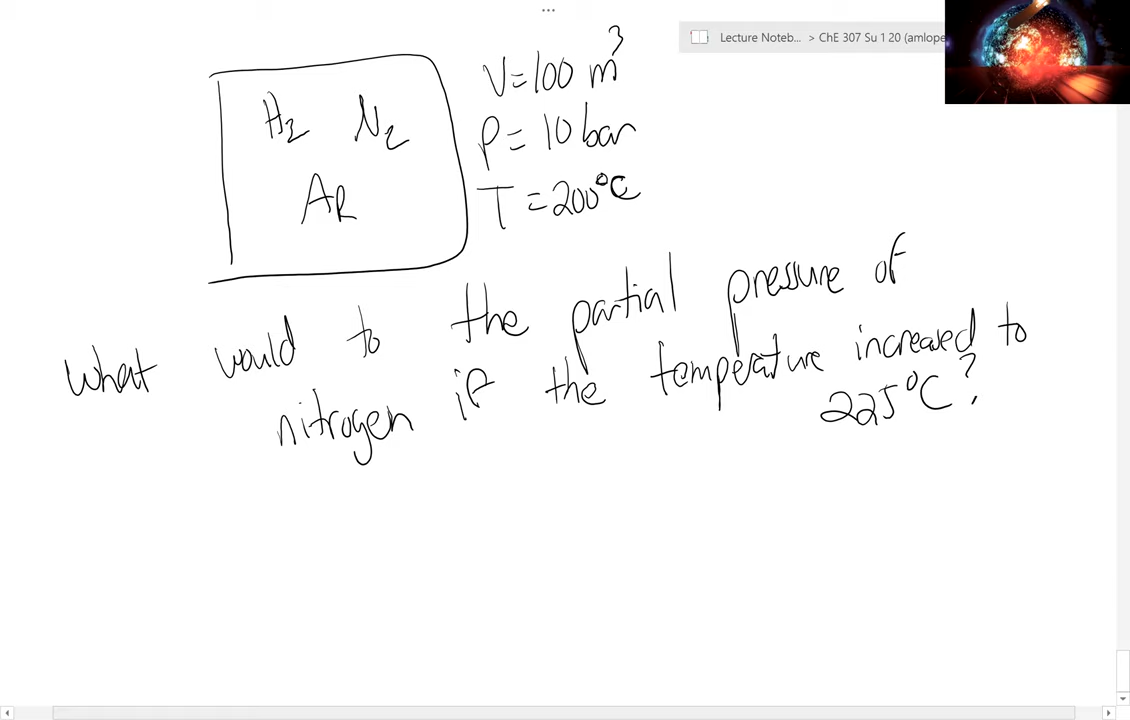 ...
Lecture Noteb... > ChE 307 Su 1 20 (amlope
H₂ N₂
AR
V=100 m³
P=10 bar
T=200°C
What would to the partial pressure of
nitrogen if the temperature increased to
225°C?